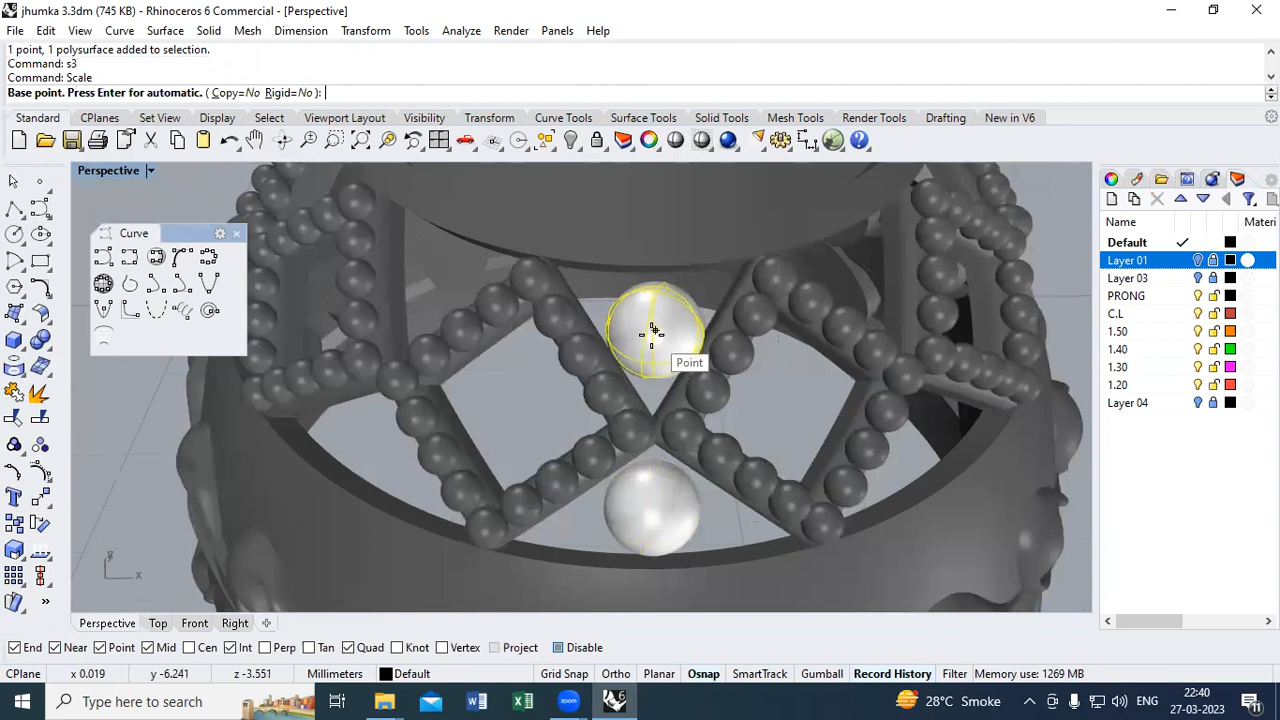 jhumka 3.3dm (745 KB) - Rhinoceros 6 Commercial - [Perspective]
File Edit View Curve Surface Solid Mesh Dimension Transform Tools Analyze Render Panels Help
1 point, 1 polysurface added to selection.
Command: s3
Command: Scale
Base point. Press Enter for automatic. ( Copy=No Rigid=No ):
Standard CPlanes Set View Display Select Viewport Layout Visibility Transform Curve Tools Surface Tools Solid Tools Mesh Tools Render Tools Drafting New in V6
Perspective
Curve
Point
Name Materi
Default
Layer 01
Layer 03
PRONG
C.L
1.50
1.40
1.30
1.20
Layer 04
y
x
Perspective Top Front Right
End Near Point Mid Cen Int Perp Tan Quad Knot Vertex Project Disable
CPlane x 0.019 y -6.241 z -3.551 Millimeters Default Grid Snap Ortho Planar Osnap SmartTrack Gumball Record History Filter Memory use: 1269 MB
Type here to search
zoom
28°C Smoke
ENG
22:40
27-03-2023